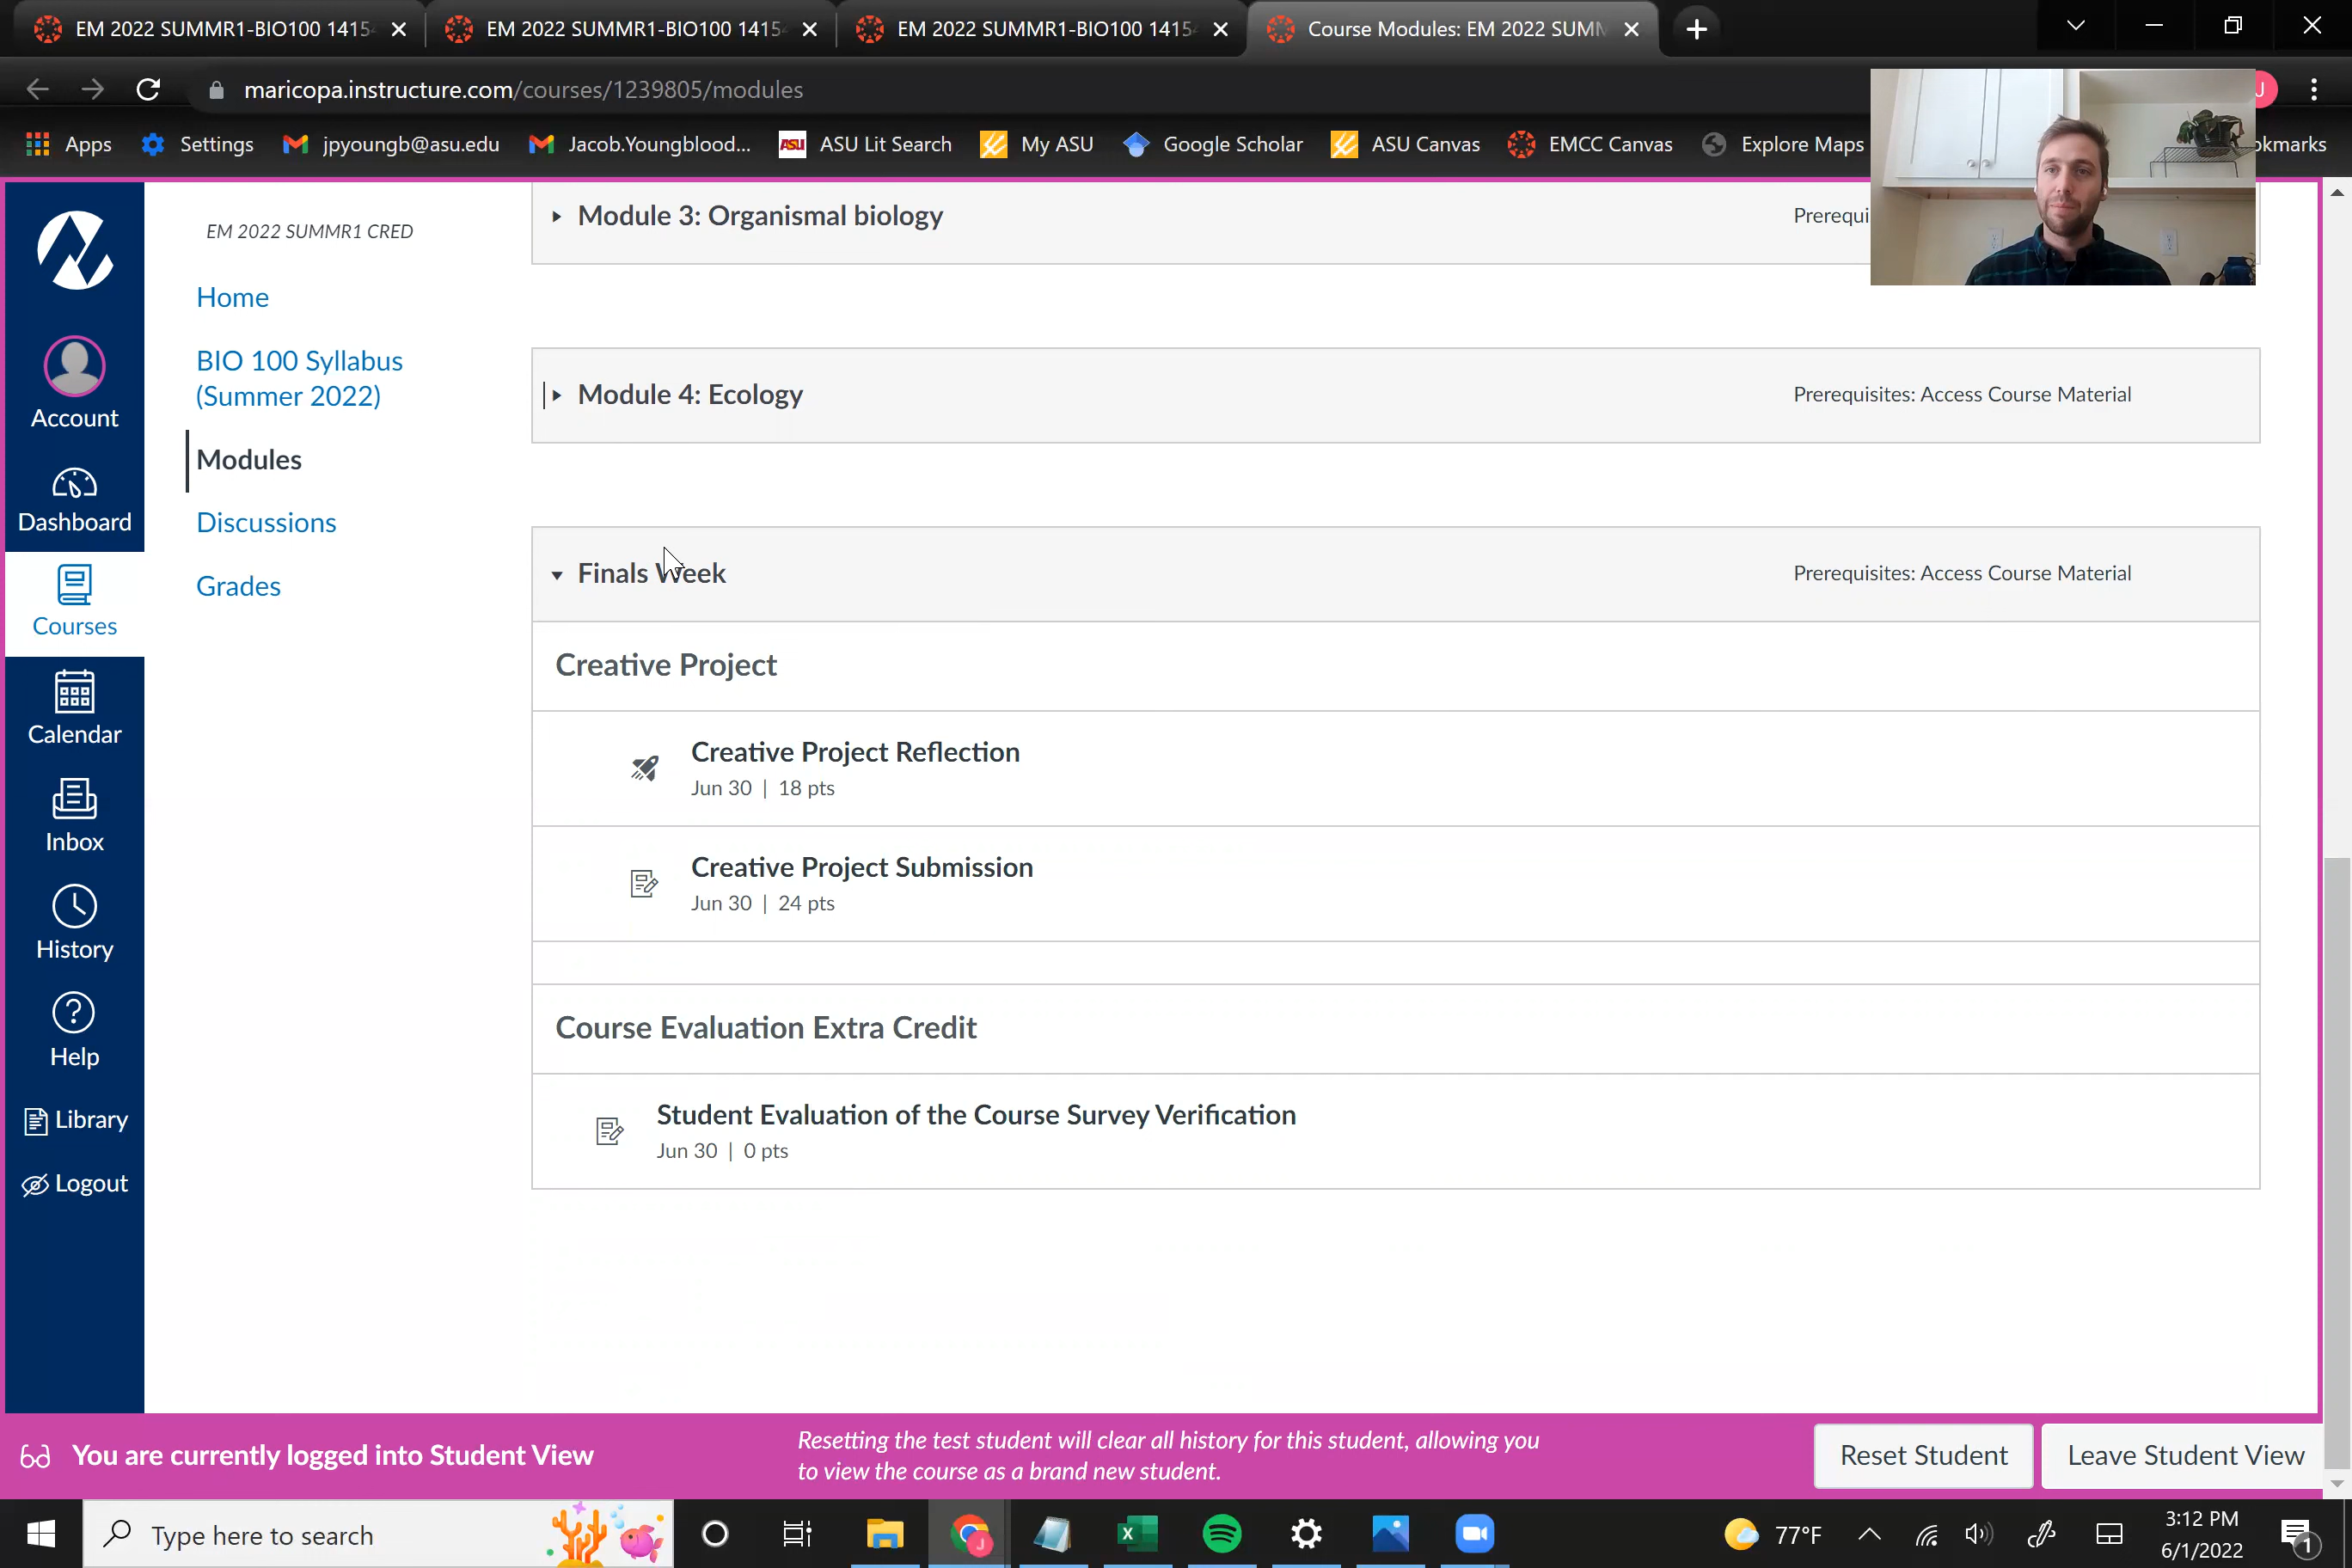 EM 2022 SUMMR1-BIO100 1415
EM 2022 SUMMR1-BIO100 1415
EM 2022 SUMMR1-BIO100 1415
Course Modules: EM 2022 SUMM
maricopa.instructure.com/courses/1239805/modules
J
Apps
Settings
jpyoungb@asu.edu
Jacob.Youngblood...
ASU
ASU Lit Search
My ASU
Google Scholar
ASU Canvas
EMCC Canvas
Explore Maps
okmarks
Account
Dashboard
Courses
Calendar
Inbox
History
Help
Library
Logout
EM 2022 SUMMR1 CRED
Home
BIO 100 Syllabus
(Summer 2022)
Modules
Discussions
Grades
Module 3: Organismal biology
Prerequi
Module 4: Ecology
Prerequisites: Access Course Material
Finals Week
Prerequisites: Access Course Material
Creative Project
Creative Project Reflection
Jun 30 | 18 pts
Creative Project Submission
Jun 30 | 24 pts
Course Evaluation Extra Credit
Student Evaluation of the Course Survey Verification
Jun 30 | 0 pts
You are currently logged into Student View
Resetting the test student will clear all history for this student, allowing you
to view the course as a brand new student.
Reset Student
Leave Student View
Type here to search
J
77°F
3:12 PM
6/1/2022
1